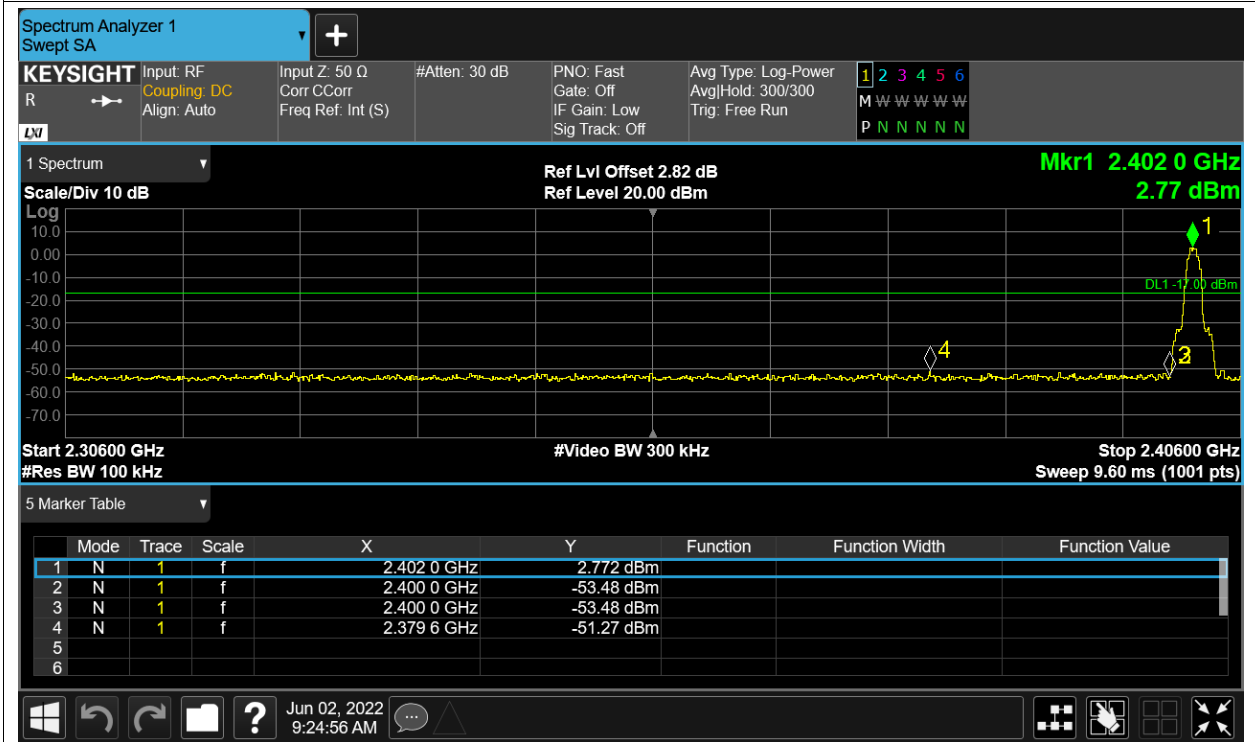 Spectrum Analyzer 1
Swept SA
+
KEYSIGHT Input: RF Input Z: 50 Ω #Atten: 30 dB PNO: Fast Avg Type: Log-Power 1 2 3 4 5 6
R Coupling: DC Corr CCorr Gate: Off Avg|Hold: 300/300 M W W W W W W
Align: Auto Freq Ref: Int (S) IF Gain: Low Trig: Free Run
LXI Sig Track: Off P N N N N N N
1 Spectrum Ref Lvl Offset 2.82 dB Mkr1 2.402 0 GHz
Scale/Div 10 dB Ref Level 20.00 dBm 2.77 dBm
Log
1
10.0
0.00
-10.0
DL1 -17.00 dBm
-20.0
-30.0
-40.0
4
3
-50.0
-60.0
-70.0
Start 2.30600 GHz #Video BW 300 kHz Stop 2.40600 GHz
#Res BW 100 kHz Sweep 9.60 ms (1001 pts)
5 Marker Table
Mode Trace Scale X Y Function Function Width Function Value
1 N 1 f 2.402 0 GHz 2.772 dBm
2 N 1 f 2.400 0 GHz -53.48 dBm
3 N 1 f 2.400 0 GHz -53.48 dBm
4 N 1 f 2.379 6 GHz -51.27 dBm
5
6
? Jun 02, 2022
9:24:56 AM